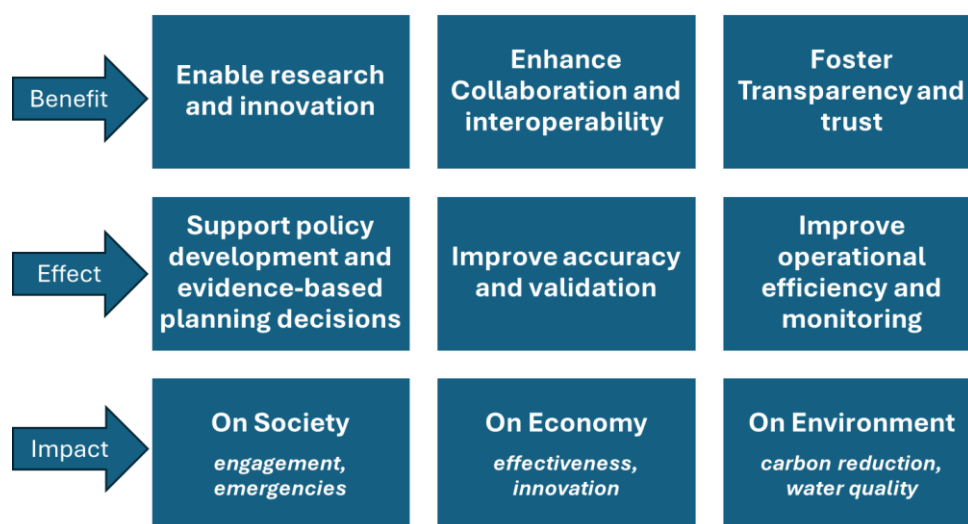 Benefit
Enable research
and innovation
Enhance
Collaboration and
interoperability
Foster
Transparency and
trust
Effect
Support policy
development and
evidence-based
planning decisions
Improve accuracy
and validation
Improve
operational
efficiency and
monitoring
Impact
On Society
engagement,
emergencies
On Economy
effectiveness,
innovation
On Environment
carbon reduction,
water quality